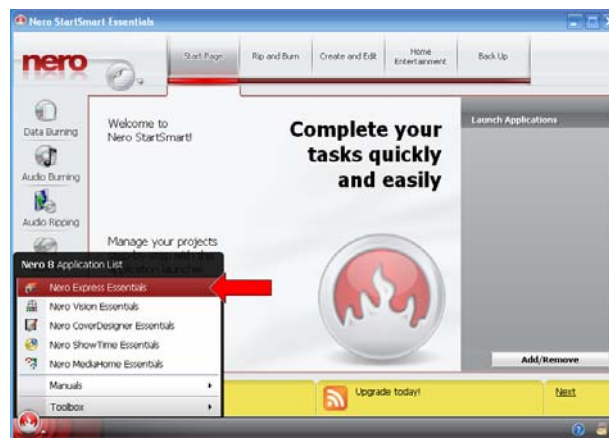 Nero StartSmart Essentials
nero
Start Page
Rip and Burn
Create and Edit
Home
Entertainment
Back Up
Data Burning
Audio Burning
Audio Ripping
Welcome to
Nero StartSmart!
Complete your
tasks quickly
and easily
Manage your projects
Launch Applications
Nero 8 Application List
Nero Express Essentials
Nero Vision Essentials
Nero CoverDesigner Essentials
Nero ShowTime Essentials
Nero MediaHome Essentials
Manuals
Toolbox
Add/Remove
Upgrade today!
Next